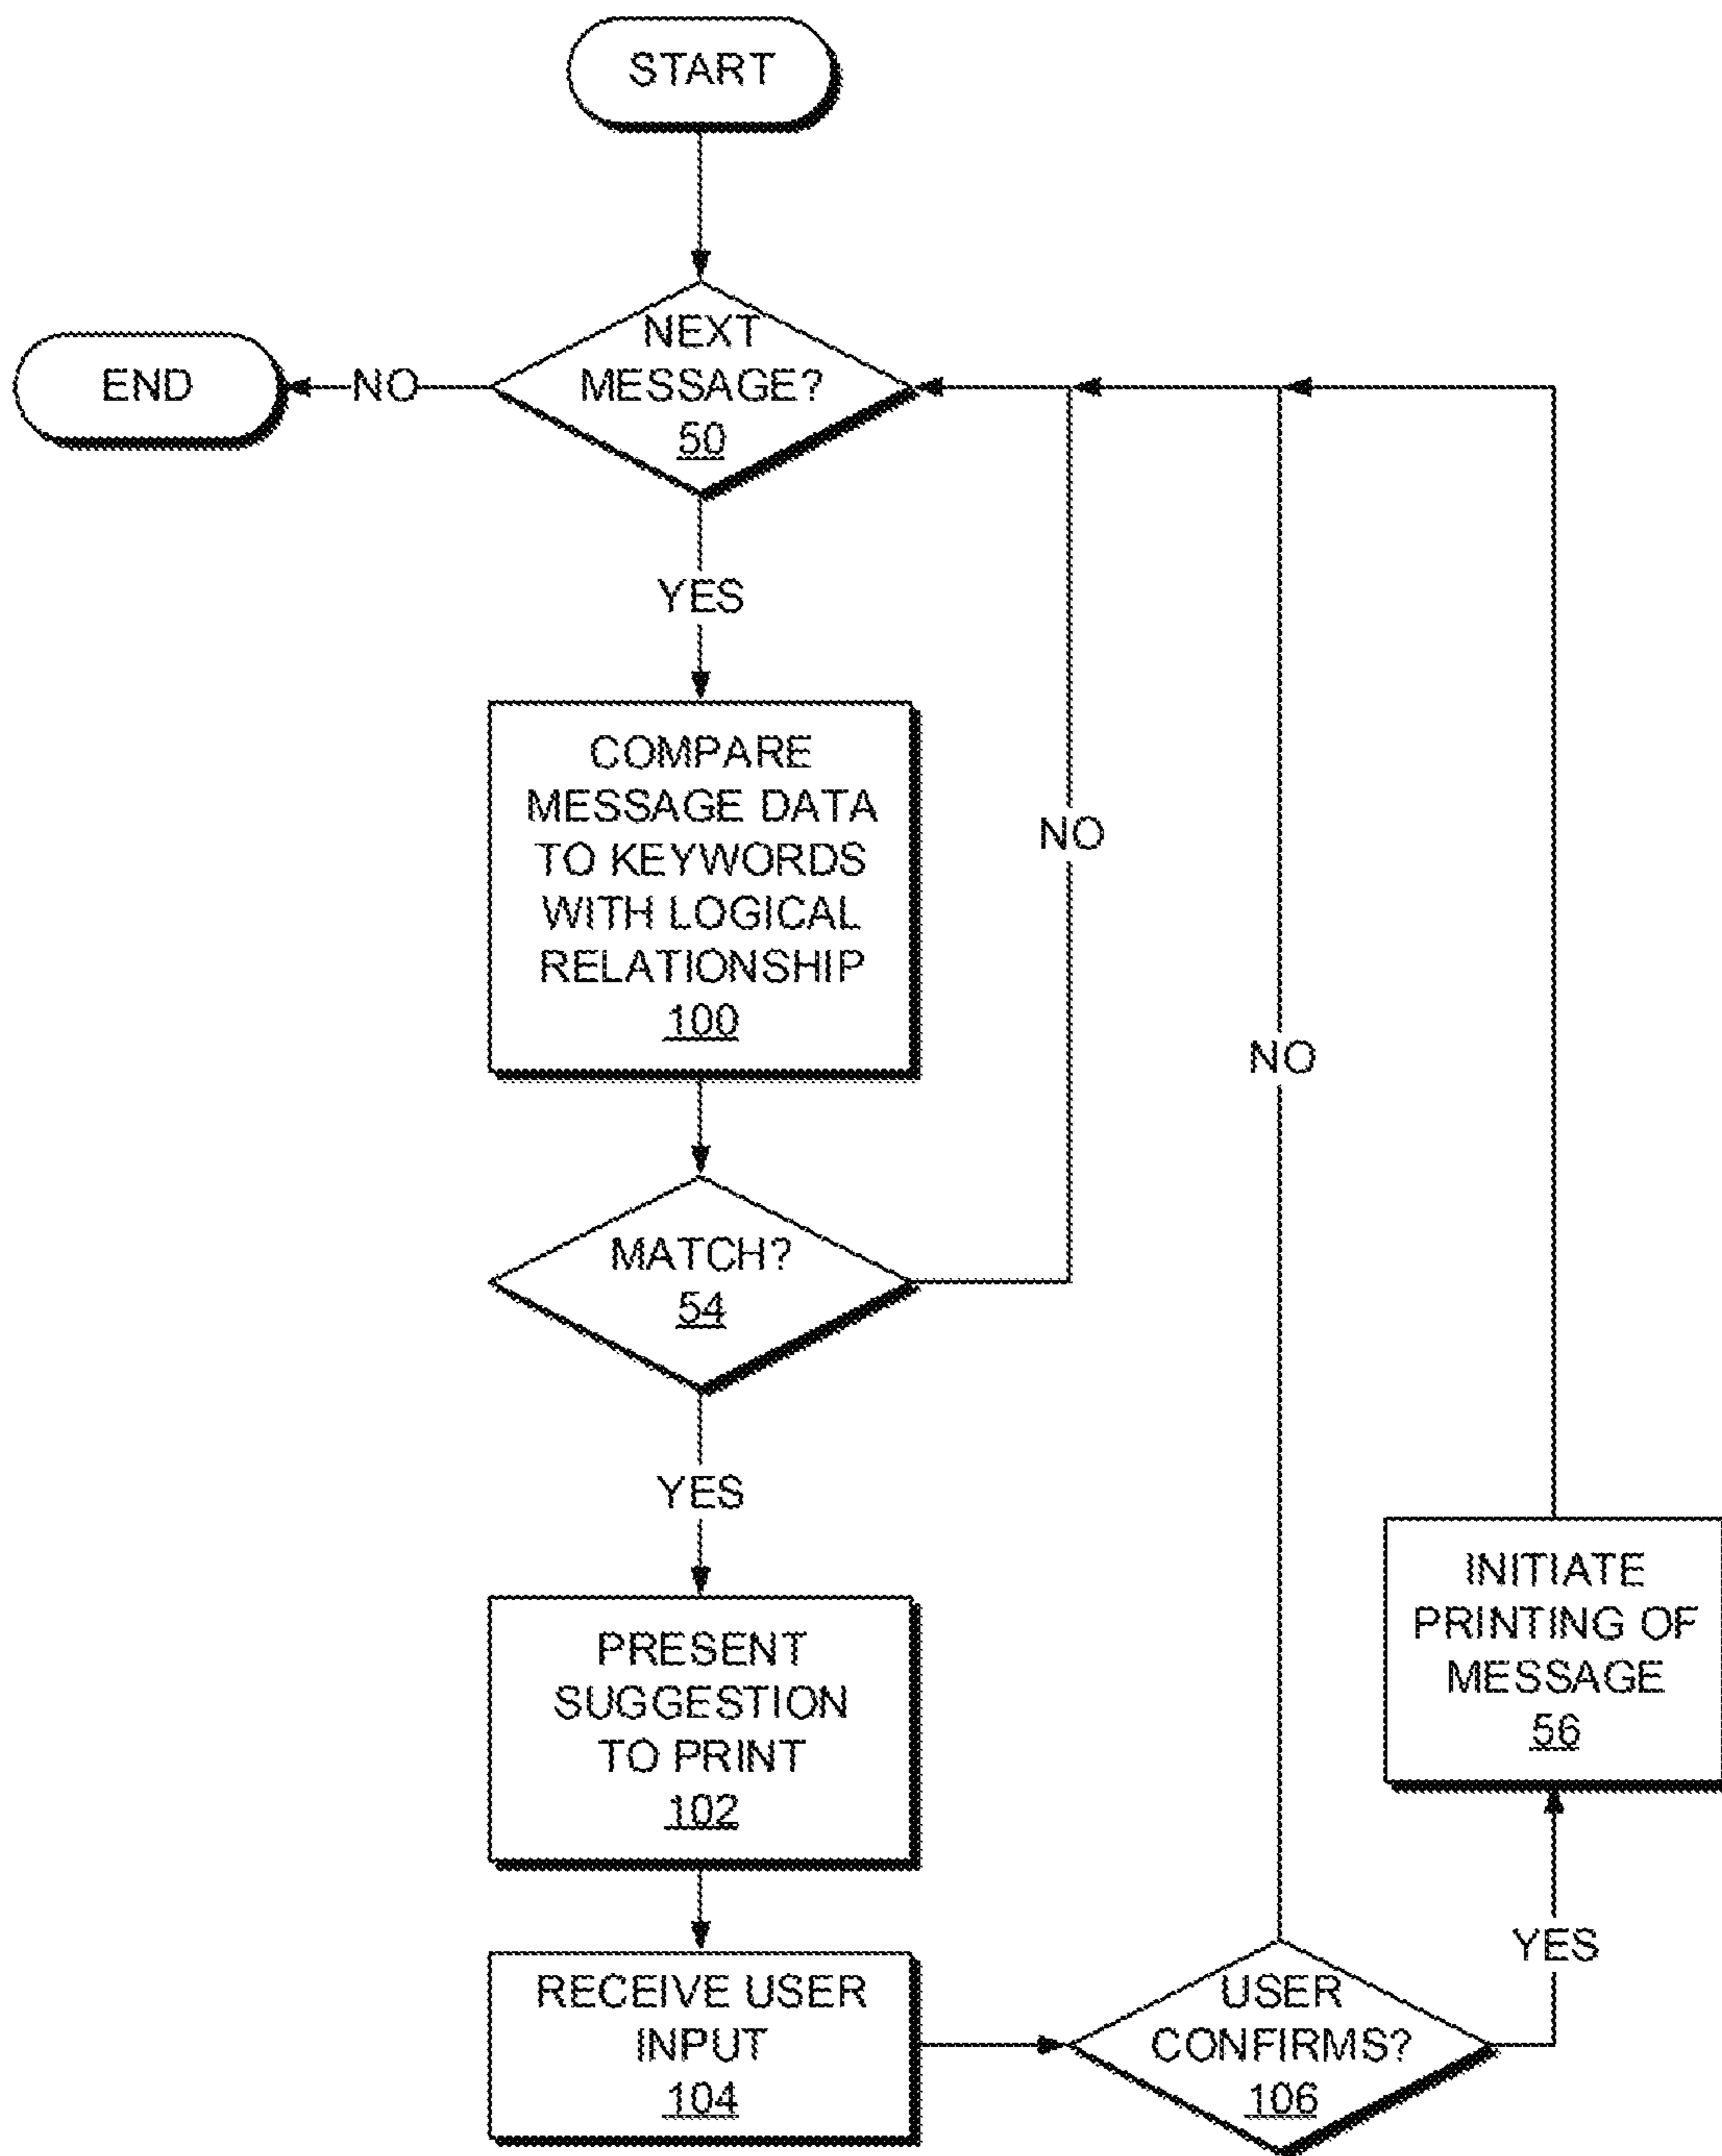 START
NEXT
MESSAGE?
50
END
NO
YES
COMPARE
MESSAGE DATA
TO KEYWORDS
WITH LOGICAL
RELATIONSHIP
100
NO
NO
MATCH?
54
YES
PRESENT
SUGGESTION
TO PRINT
102
RECEIVE USER
INPUT
104
USER
CONFIRMS?
106
YES
INITIATE
PRINTING OF
MESSAGE
56